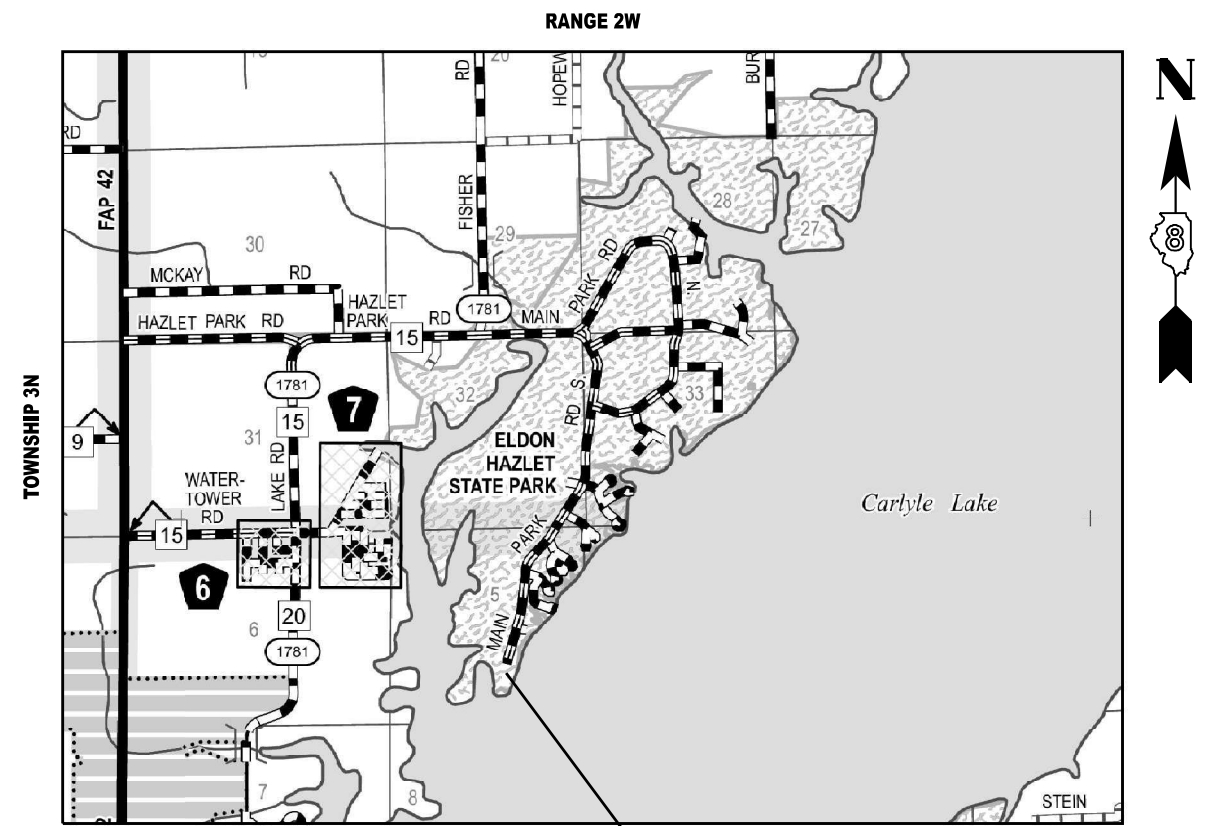 RANGE 2W
N
8
TOWNSHIP 3N
20
RD
RD
FAP 42
FISHER
29
28
27
30
MCKAY RD
1781
HAZLET
PARK RD
HAZLET PARK RD
15
MAIN
PARK RD
N.
1781
7
15
32
33
RD S.
9
31
LAKE RD
ELDON
HAZLET
STATE PARK
Carlyle Lake
WATER-
TOWER
RD
15
PARK
MAIN
6
5
20
6
1781
7
8
STEIN